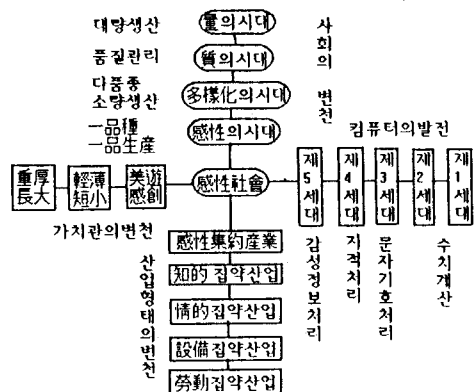 대량생산
量의시대
품질관리
質의시대
다품종
소량생산
多樣化의시대
一品種
一品生産
感性의시대
사회의 변천
컴퓨터의발전
重厚
長大
輕薄
短小
美遊
感創
感性社會
제5세대
제4세대
제3세대
제2세대
제1세대
가치관의변천
감성정보처리
지적처리
문자기호처리
수치계산
산업형태의변천
感性集約産業
知的집약산업
情的집약산업
設備집약산업
勞動집약산업